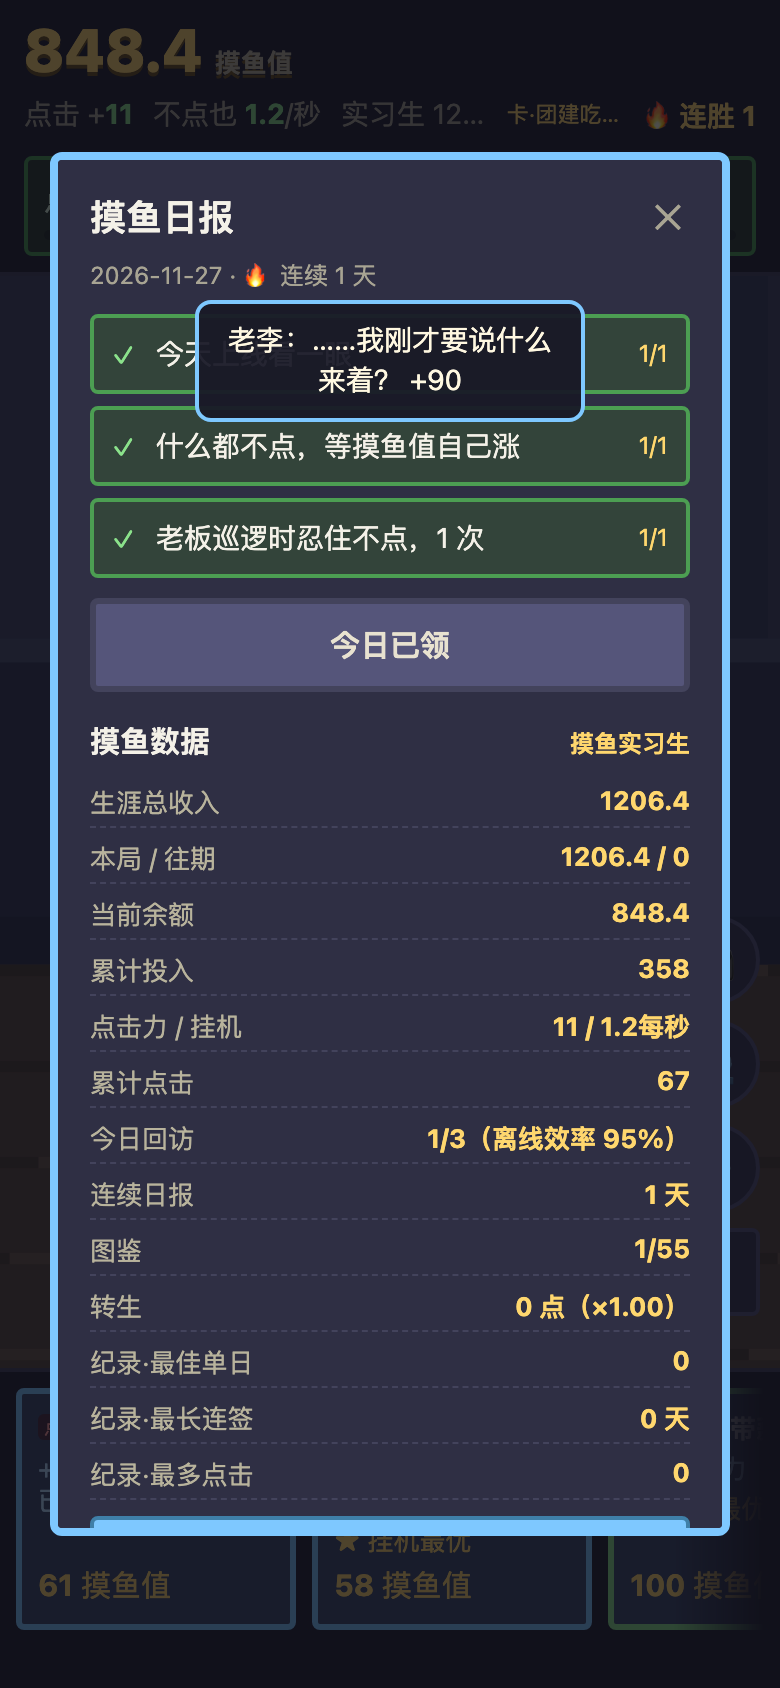 848.4 摸鱼值
点击 +11 不点也 1.2/秒 实习生 12... 卡·团建吃... 🔥 连胜 1
摸鱼日报
2026-11-27 · 🔥 连续 1 天
✓ 今天上线看一眼 1/1
老李：……我刚才要说什么
来着？ +90
✓ 什么都不点，等摸鱼值自己涨 1/1
✓ 老板巡逻时忍住不点，1 次 1/1
今日已领
摸鱼数据 摸鱼实习生
生涯总收入 1206.4
本局 / 往期 1206.4 / 0
当前余额 848.4
累计投入 358
点击力 / 挂机 11 / 1.2每秒
累计点击 67
今日回访 1/3（离线效率 95%）
连续日报 1 天
图鉴 1/55
转生 0 点（×1.00）
纪录·最佳单日 0
纪录·最长连签 0 天
纪录·最多点击 0
★ 挂机最优
61 摸鱼值 58 摸鱼值 100 摸鱼